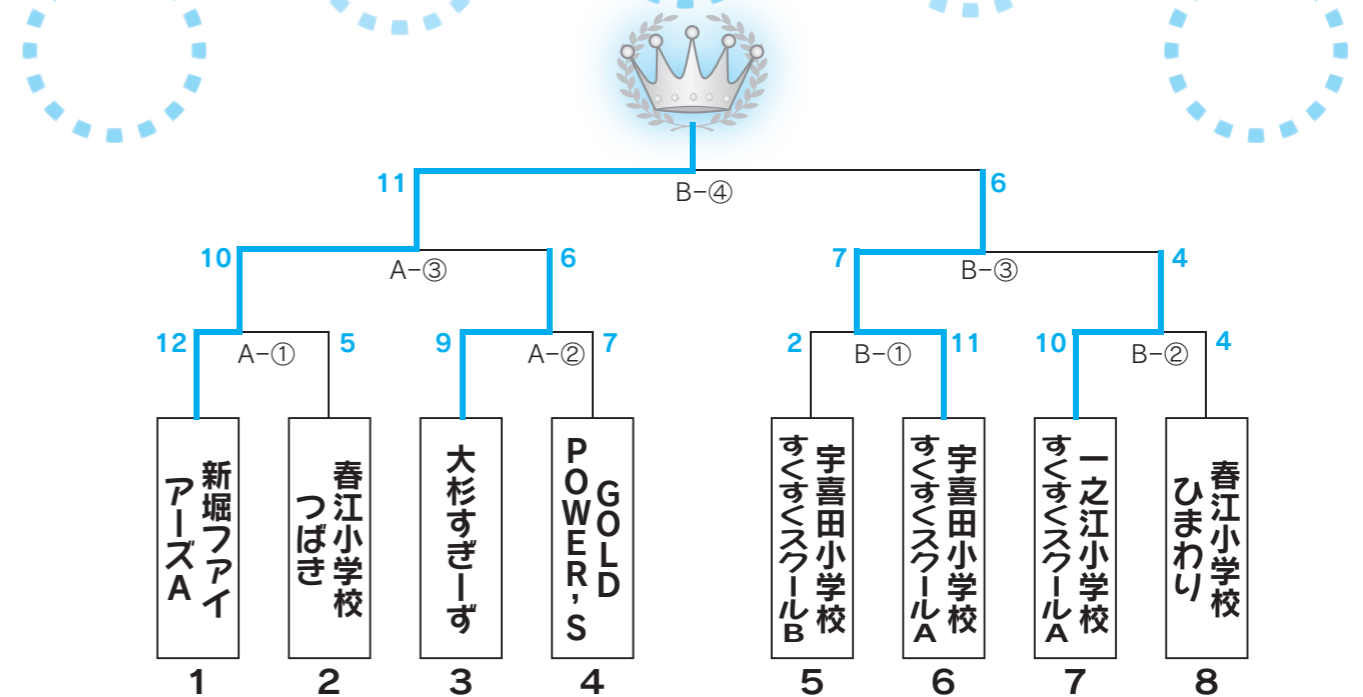 11
B-④
6
10
A-③
6
7
B-③
4
12
A-①
5
9
A-②
7
2
B-①
11
10
B-②
4
新堀ファイ
アーズA
春江小学校
つばき
大杉すぎーず
GOLD
POWER'S
宇喜田小学校
すくすくスクールB
宇喜田小学校
すくすくスクールA
一之江小学校
すくすくスクールA
春江小学校
ひまわり
1
2
3
4
5
6
7
8